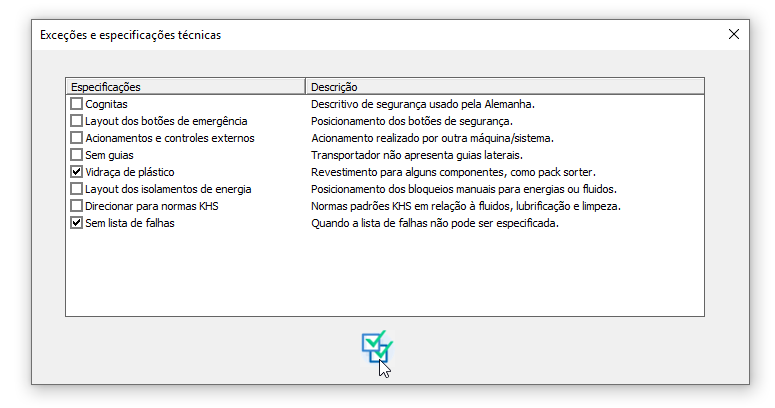 Exceções e especificações técnicas
Especificações Descrição
Cognitas Descritivo de segurança usado pela Alemanha.
Layout dos botões de emergência Posicionamento dos botões de segurança.
Acionamentos e controles externos Acionamento realizado por outra máquina/sistema.
Sem guias Transportador não apresenta guias laterais.
Vidraça de plástico Revestimento para alguns componentes, como pack sorter.
Layout dos isolamentos de energia Posicionamento dos bloqueios manuais para energias ou fluidos.
Direcionar para normas KHS Normas padrões KHS em relação à fluidos, lubrificação e limpeza.
Sem lista de falhas Quando a lista de falhas não pode ser especificada.